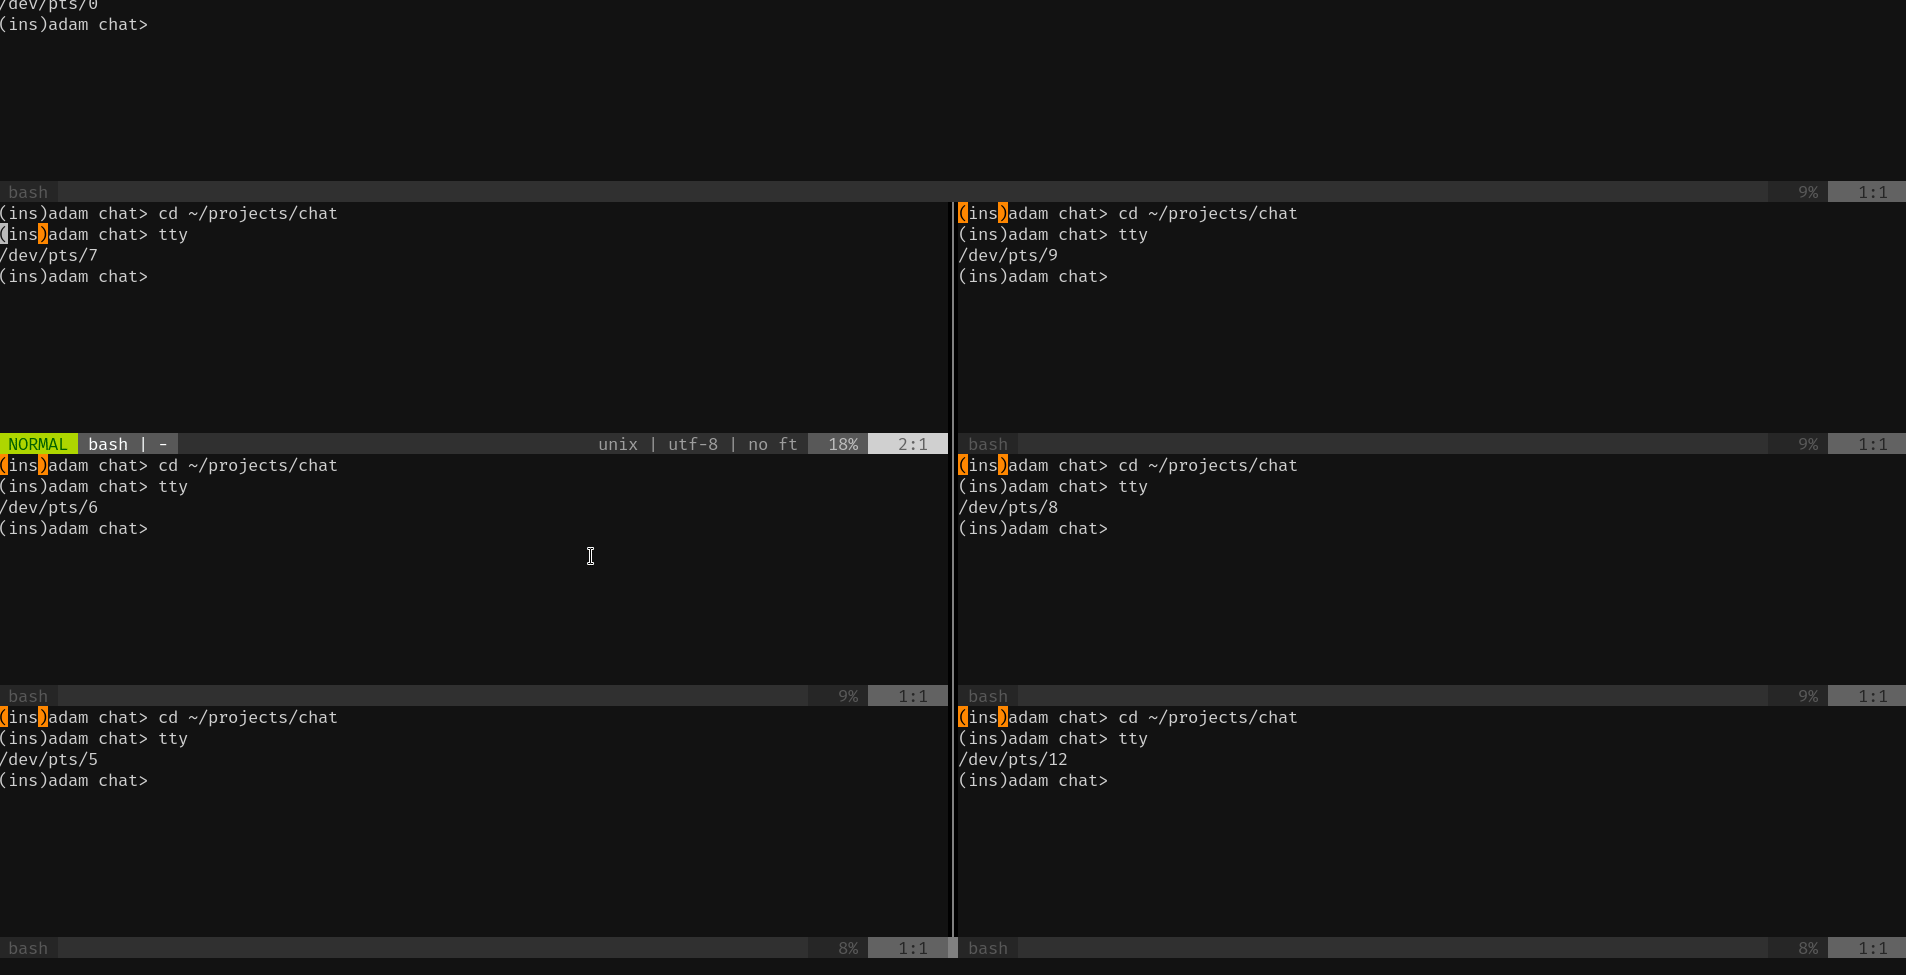 /dev/pts/0
(ins)adam chat>
bash 9% 1:1
(ins)adam chat> cd ~/projects/chat
(ins)adam chat> tty
/dev/pts/7
(ins)adam chat>
NORMAL bash | - unix | utf-8 | no ft 18% 2:1
(ins)adam chat> cd ~/projects/chat
(ins)adam chat> tty
/dev/pts/9
(ins)adam chat>
bash 9% 1:1
(ins)adam chat> cd ~/projects/chat
(ins)adam chat> tty
/dev/pts/6
(ins)adam chat>
bash 9% 1:1
(ins)adam chat> cd ~/projects/chat
(ins)adam chat> tty
/dev/pts/8
(ins)adam chat>
bash 9% 1:1
(ins)adam chat> cd ~/projects/chat
(ins)adam chat> tty
/dev/pts/5
(ins)adam chat>
bash 8% 1:1
(ins)adam chat> cd ~/projects/chat
(ins)adam chat> tty
/dev/pts/12
(ins)adam chat>
bash 8% 1:1